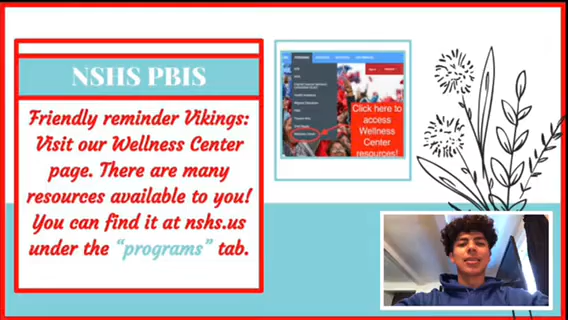 NSHS PBIS
Friendly reminder Vikings:
Visit our Wellness Center
page. There are many
resources available to you!
You can find it at nshs.us
under the “programs” tab.
Click here to
access
Wellness
Center
resources!